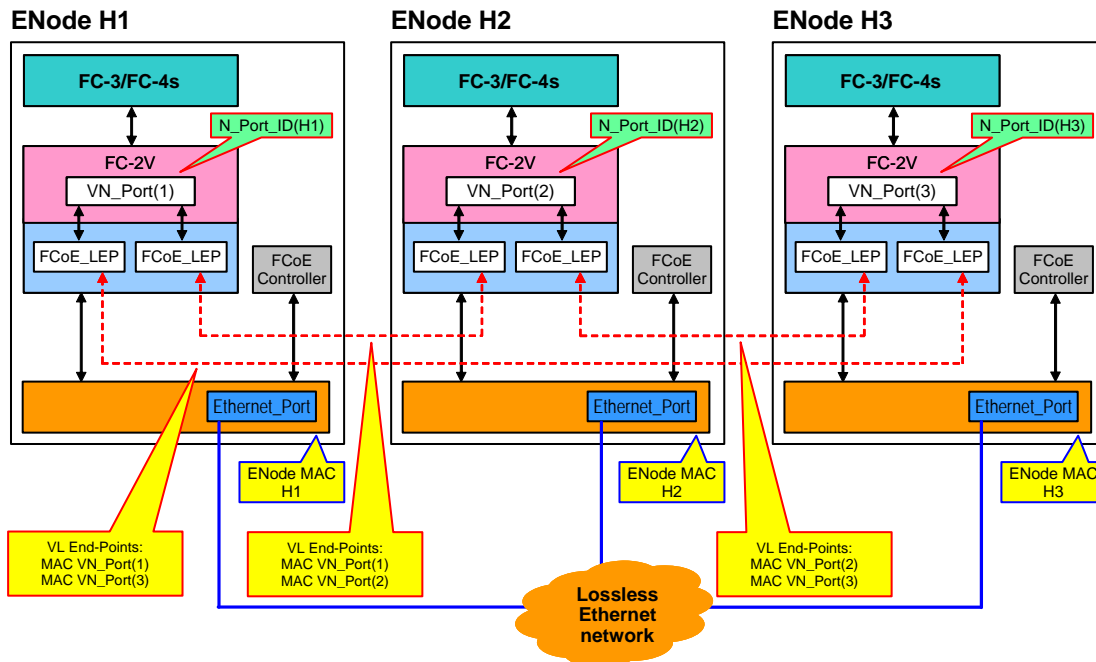 ENode H1
ENode H2
ENode H3
FC-3/FC-4s
FC-3/FC-4s
FC-3/FC-4s
N_Port_ID(H1)
N_Port_ID(H2)
N_Port_ID(H3)
FC-2V
FC-2V
FC-2V
VN_Port(1)
VN_Port(2)
VN_Port(3)
FCoE_LEP
FCoE_LEP
FCoE
Controller
FCoE_LEP
FCoE_LEP
FCoE
Controller
FCoE_LEP
FCoE_LEP
FCoE
Controller
Ethernet_Port
Ethernet_Port
Ethernet_Port
ENode MAC
H1
ENode MAC
H2
ENode MAC
H3
VL End-Points:
MAC VN_Port(1)
MAC VN_Port(3)
VL End-Points:
MAC VN_Port(1)
MAC VN_Port(2)
VL End-Points:
MAC VN_Port(2)
MAC VN_Port(3)
Lossless
Ethernet
network